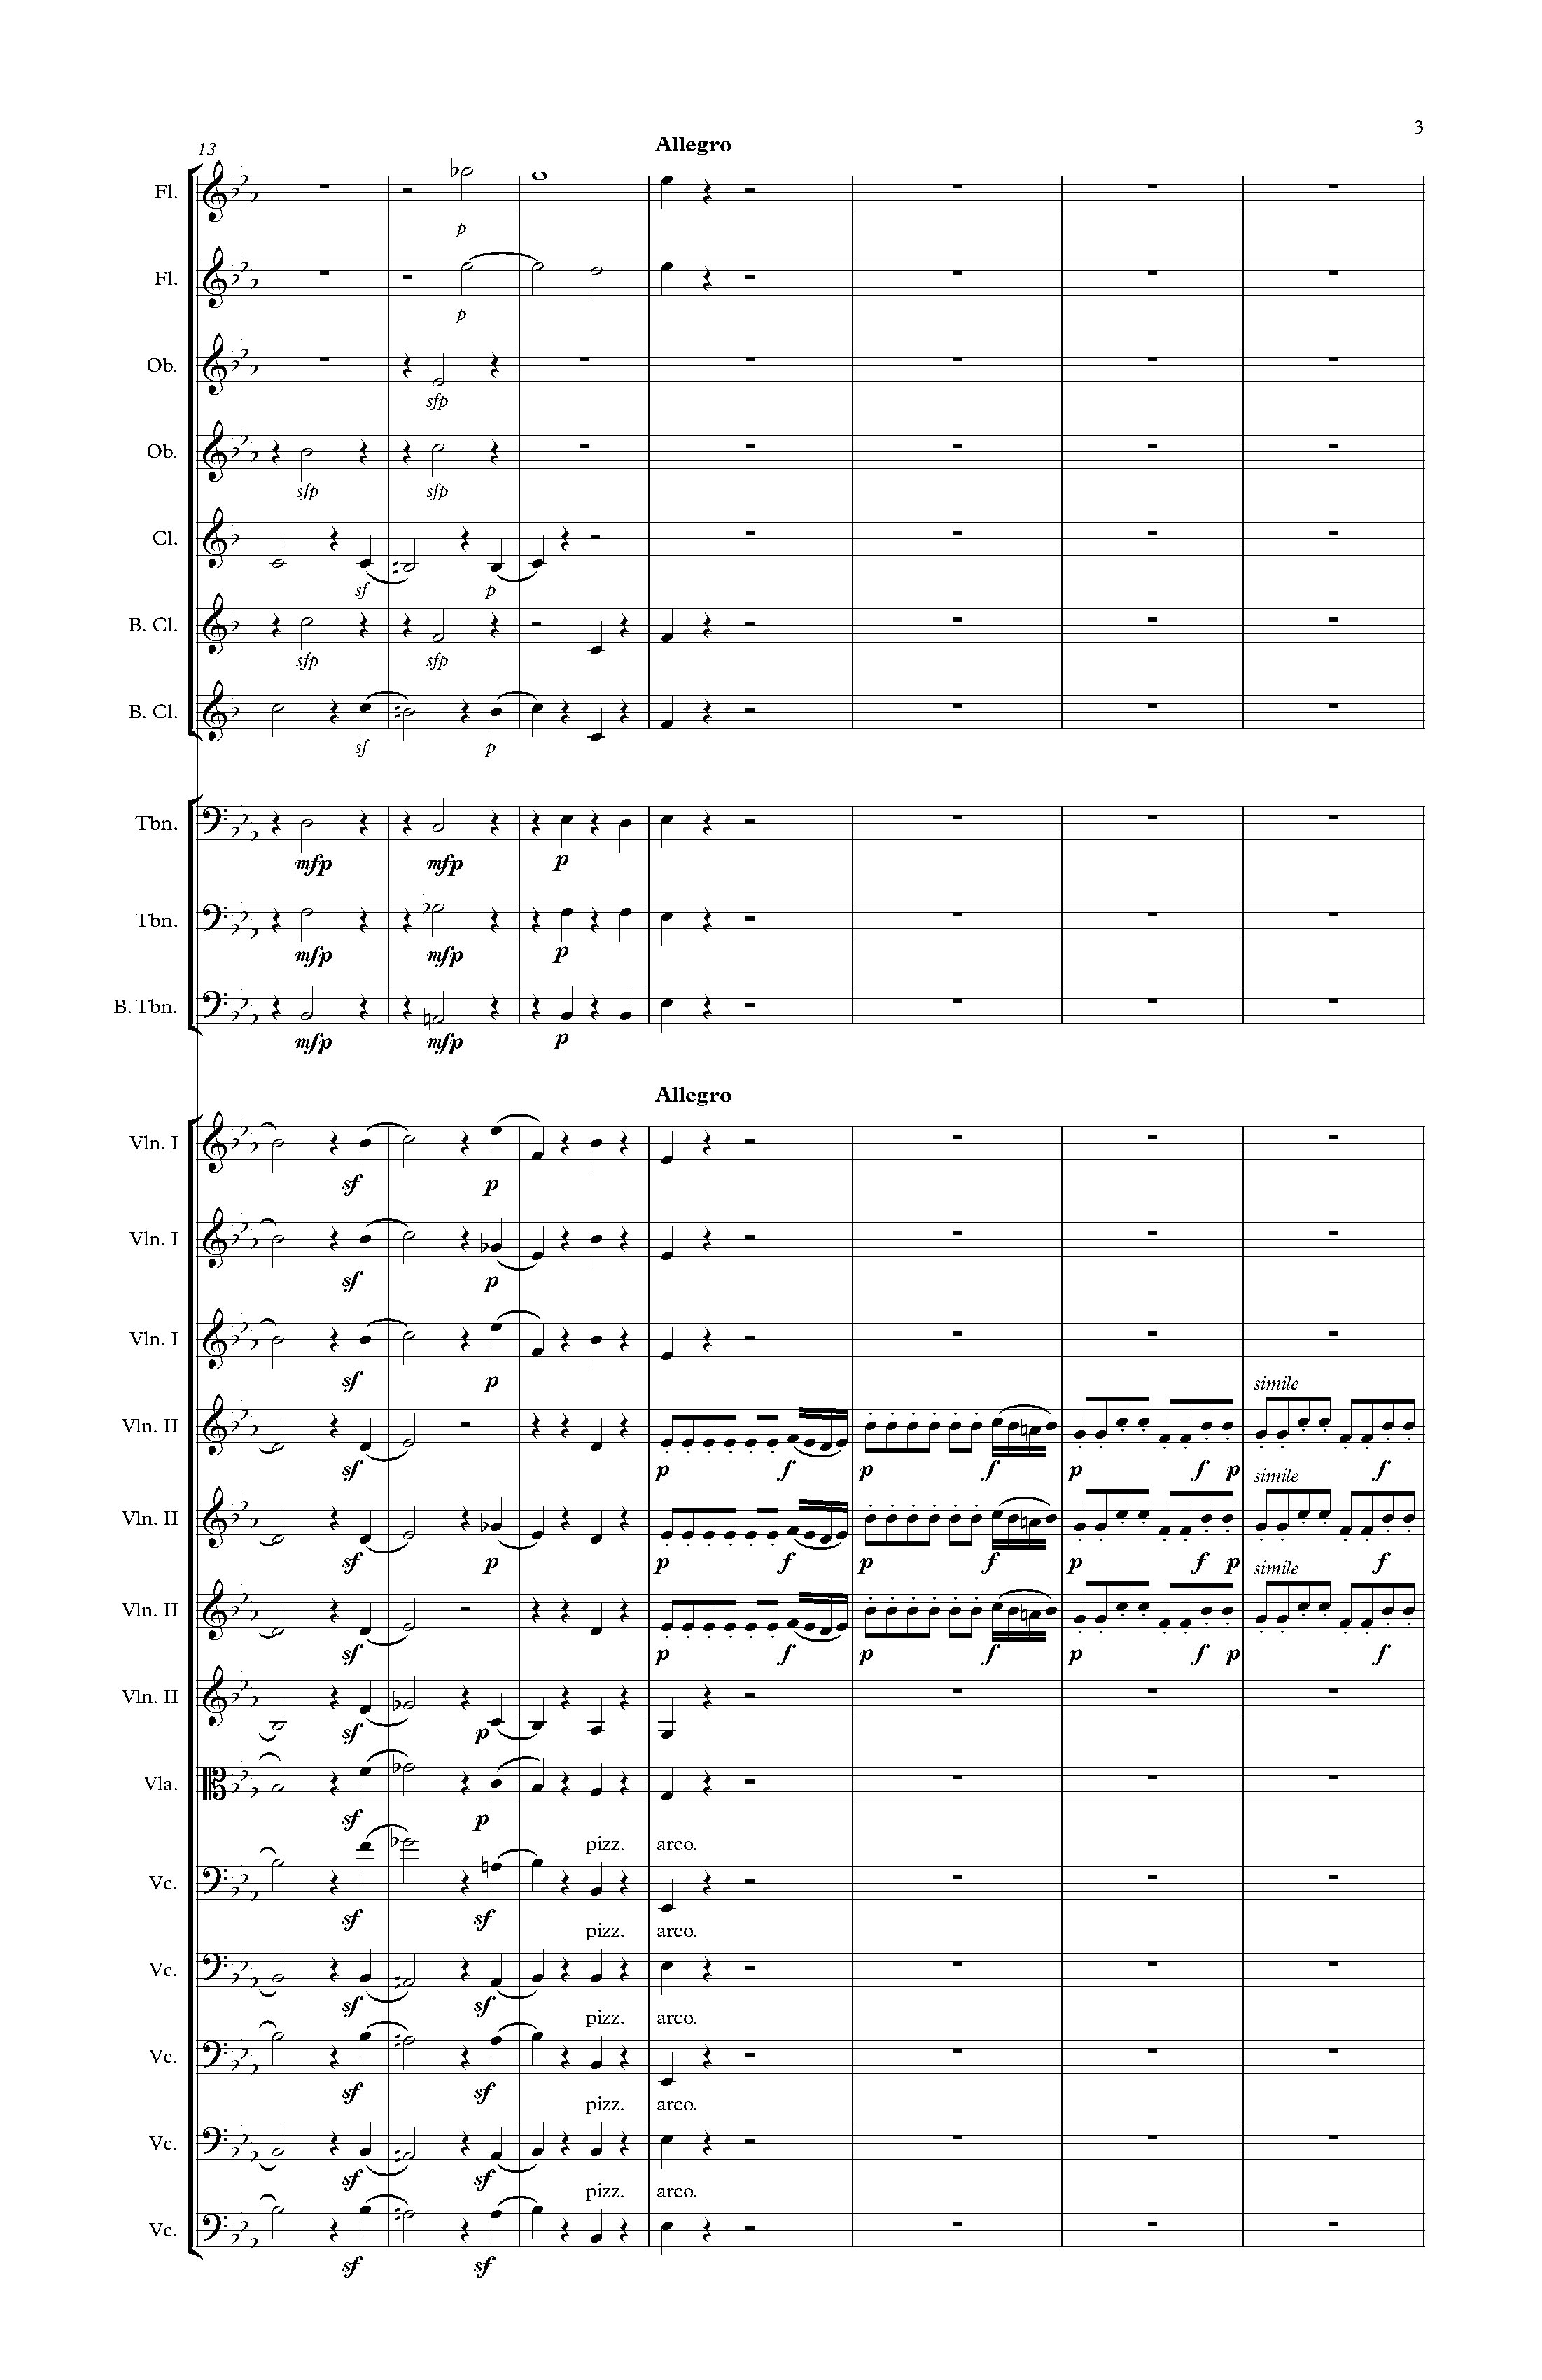 3
Allegro
13
Fl.
p
Fl.
p
Ob.
sfp
Ob.
sfp sfp
Cl.
sf p
B. Cl.
sfp sfp
B. Cl.
sf p
Tbn.
mfp mfp p
Tbn.
mfp mfp p
B. Tbn.
mfp mfp p
Allegro
Vln. I
sf p
Vln. I
sf p
Vln. I
sf p
simile
Vln. II
sf p f p f p f p f
simile
Vln. II
sf p p f p f p f p f
simile
Vln. II
sf p f p f p f p f
Vln. II
sf p
Vla.
sf p
pizz. arco.
Vc.
sf sf
pizz. arco.
Vc.
sf sf
pizz. arco.
Vc.
sf sf
pizz. arco.
Vc.
sf sf
pizz. arco.
Vc.
sf sf